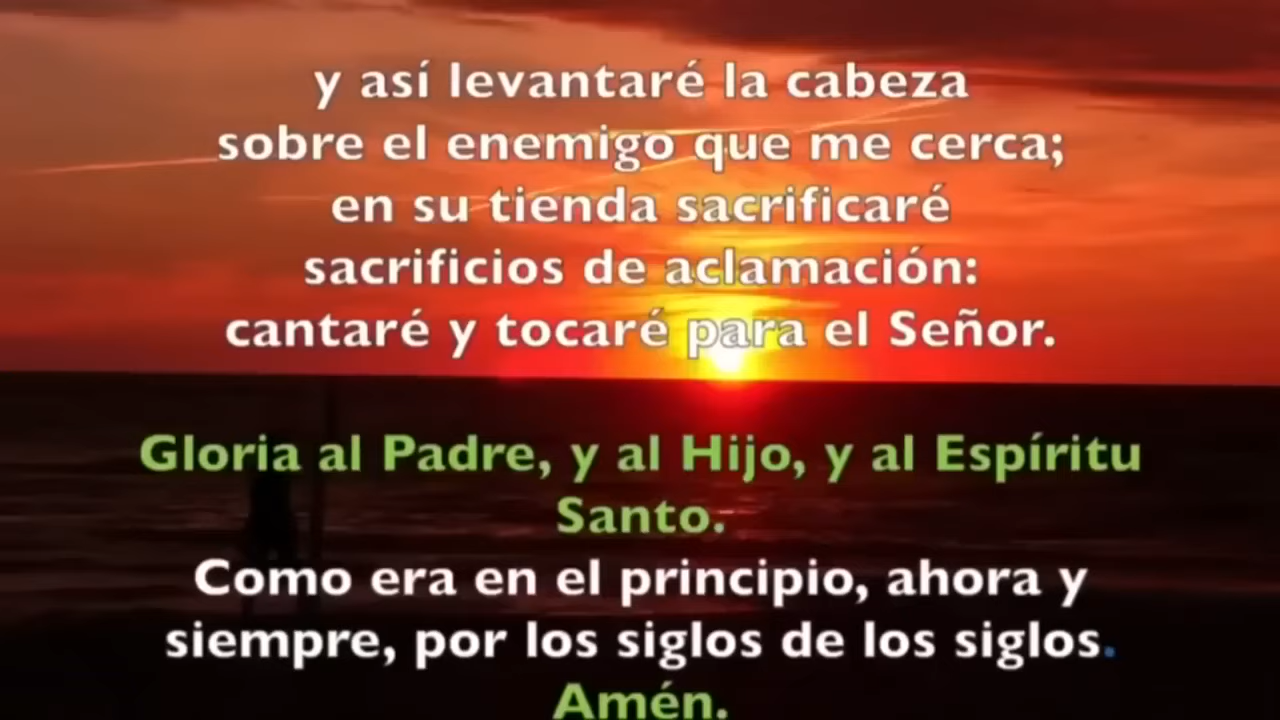 y así levantaré la cabeza
sobre el enemigo que me cerca;
en su tienda sacrificaré
sacrificios de aclamación:
cantaré y tocaré para el Señor.
Gloria al Padre, y al Hijo, y al Espíritu
Santo.
Como era en el principio, ahora y
siempre, por los siglos de los siglos.
Amén.